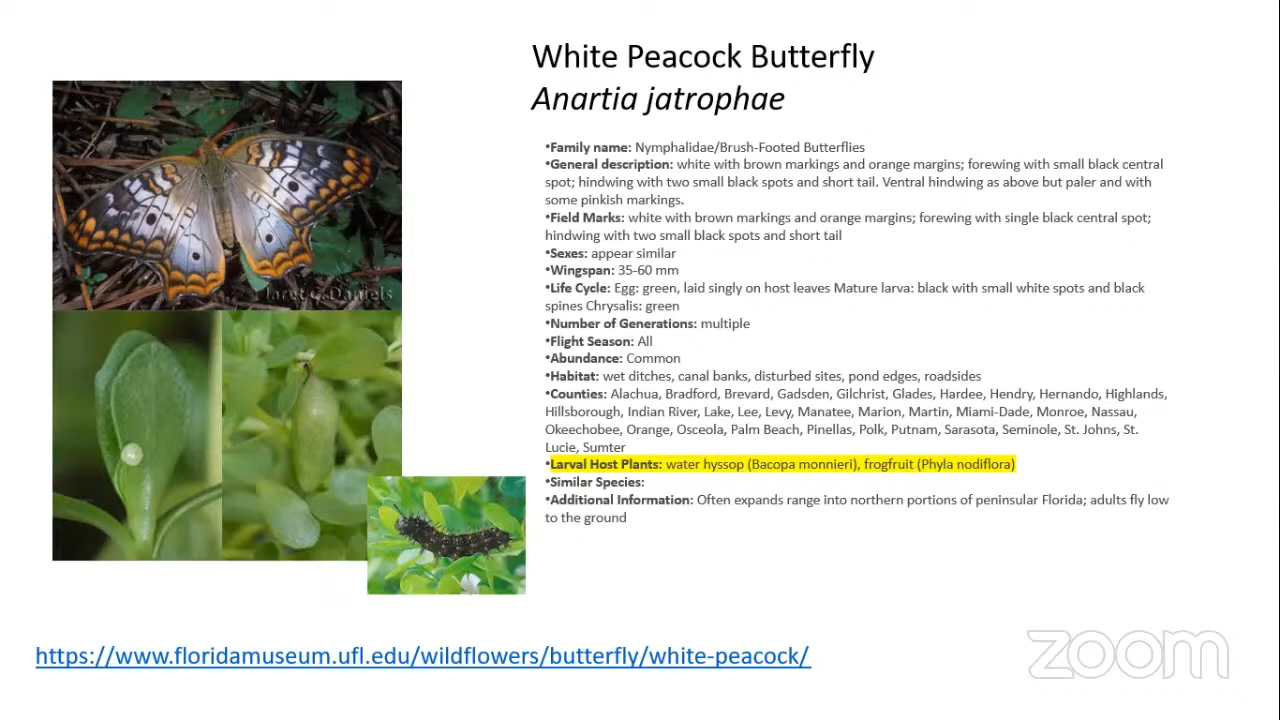 White Peacock Butterfly
Anartia jatrophae
•Family name: Nymphalidae/Brush-Footed Butterflies
•General description: white with brown markings and orange margins; forewing with small black central
spot; hindwing with two small black spots and short tail. Ventral hindwing as above but paler and with
some pinkish markings.
•Field Marks: white with brown markings and orange margins; forewing with single black central spot;
hindwing with two small black spots and short tail
•Sexes: appear similar
•Wingspan: 35-60 mm
•Life Cycle: Egg: green, laid singly on host leaves Mature larva: black with small white spots and black
spines Chrysalis: green
•Number of Generations: multiple
•Flight Season: All
•Abundance: Common
•Habitat: wet ditches, canal banks, disturbed sites, pond edges, roadsides
•Counties: Alachua, Bradford, Brevard, Gadsden, Gilchrist, Glades, Hardee, Hendry, Hernando, Highlands,
Hillsborough, Indian River, Lake, Lee, Levy, Manatee, Marion, Martin, Miami-Dade, Monroe, Nassau,
Okeechobee, Orange, Osceola, Palm Beach, Pinellas, Polk, Putnam, Sarasota, Seminole, St. Johns, St.
Lucie, Sumter
•Larval Host Plants: water hyssop (Bacopa monnieri), frogfruit (Phyla nodiflora)
•Similar Species:
•Additional Information: Often expands range into northern portions of peninsular Florida; adults fly low
to the ground
Jaret C. Daniels
https://www.floridamuseum.ufl.edu/wildflowers/butterfly/white-peacock/
zoom